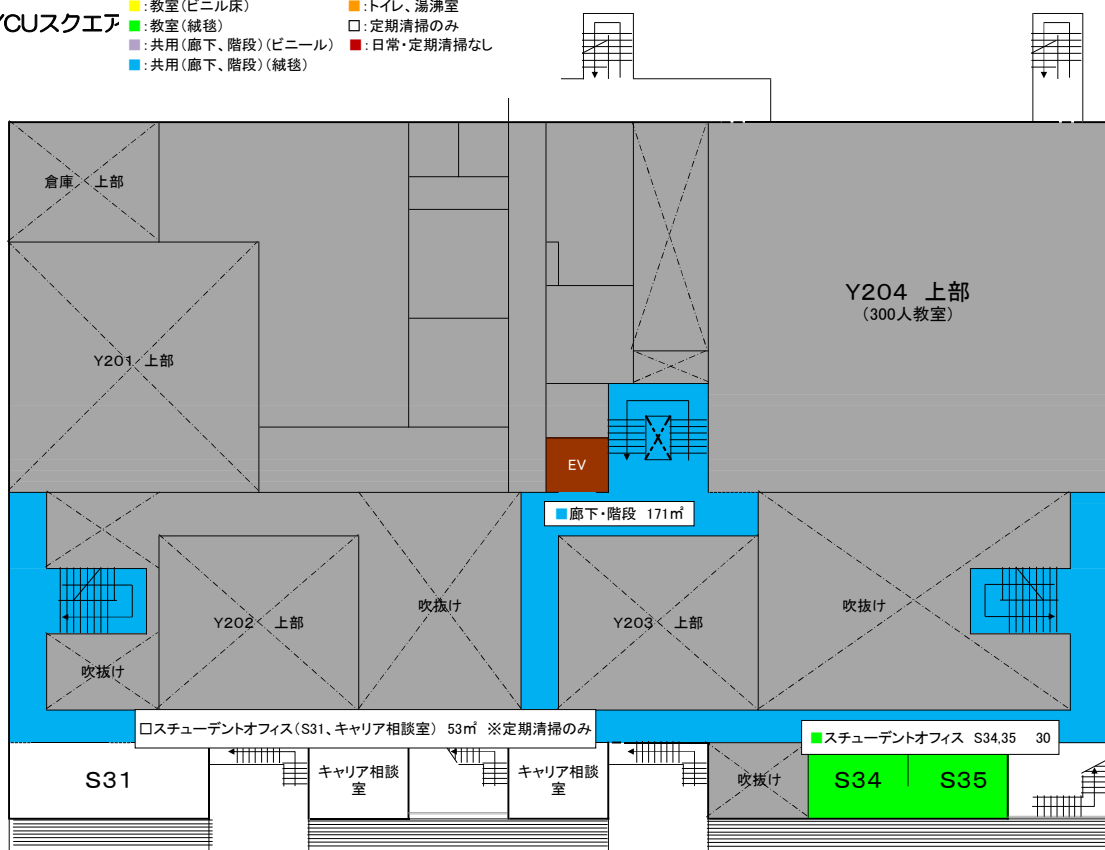 YCUスクエア
■:教室(ビニル床)
■:トイレ、湯沸室
■:教室(絨毯)
□:定期清掃のみ
■:共用(廊下、階段)(ビニール)
■:日常・定期清掃なし
■:共用(廊下、階段)(絨毯)
倉庫 上部
Y204 上部
(300人教室)
Y201 上部
EV
■廊下・階段 171㎡
吹抜け
吹抜け
Y202 上部
Y203 上部
吹抜け
□スチューデントオフィス(S31、キャリア相談室) 53㎡ ※定期清掃のみ
■スチューデントオフィス S34,35 30
S31
キャリア相談
室
キャリア相談
室
吹抜け
S34
S35